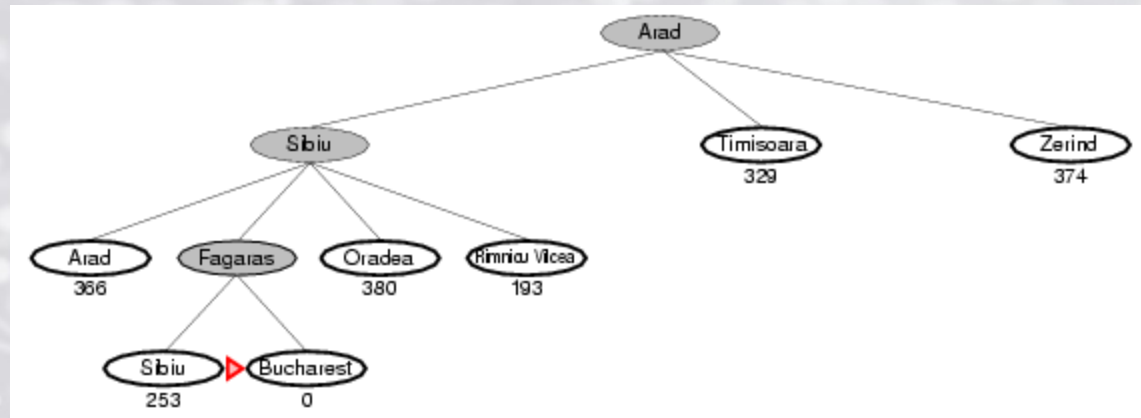 Arad
Sibiu
Timisoara
Zerind
329
374
Arad
Fagaras
Oradea
Rimnicu Vilcea
366
380
193
Sibiu
Bucharest
253
0